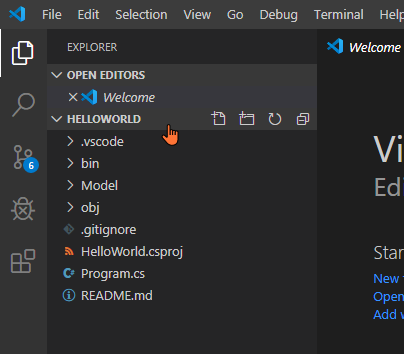 File Edit Selection View Go Debug Terminal Help
EXPLORER
OPEN EDITORS
Welcome
HELLOWORLD
.vscode
bin
Model
obj
.gitignore
HelloWorld.csproj
Program.cs
README.md
6
Welcome
Vi
Edi
Star
New
Open
Add